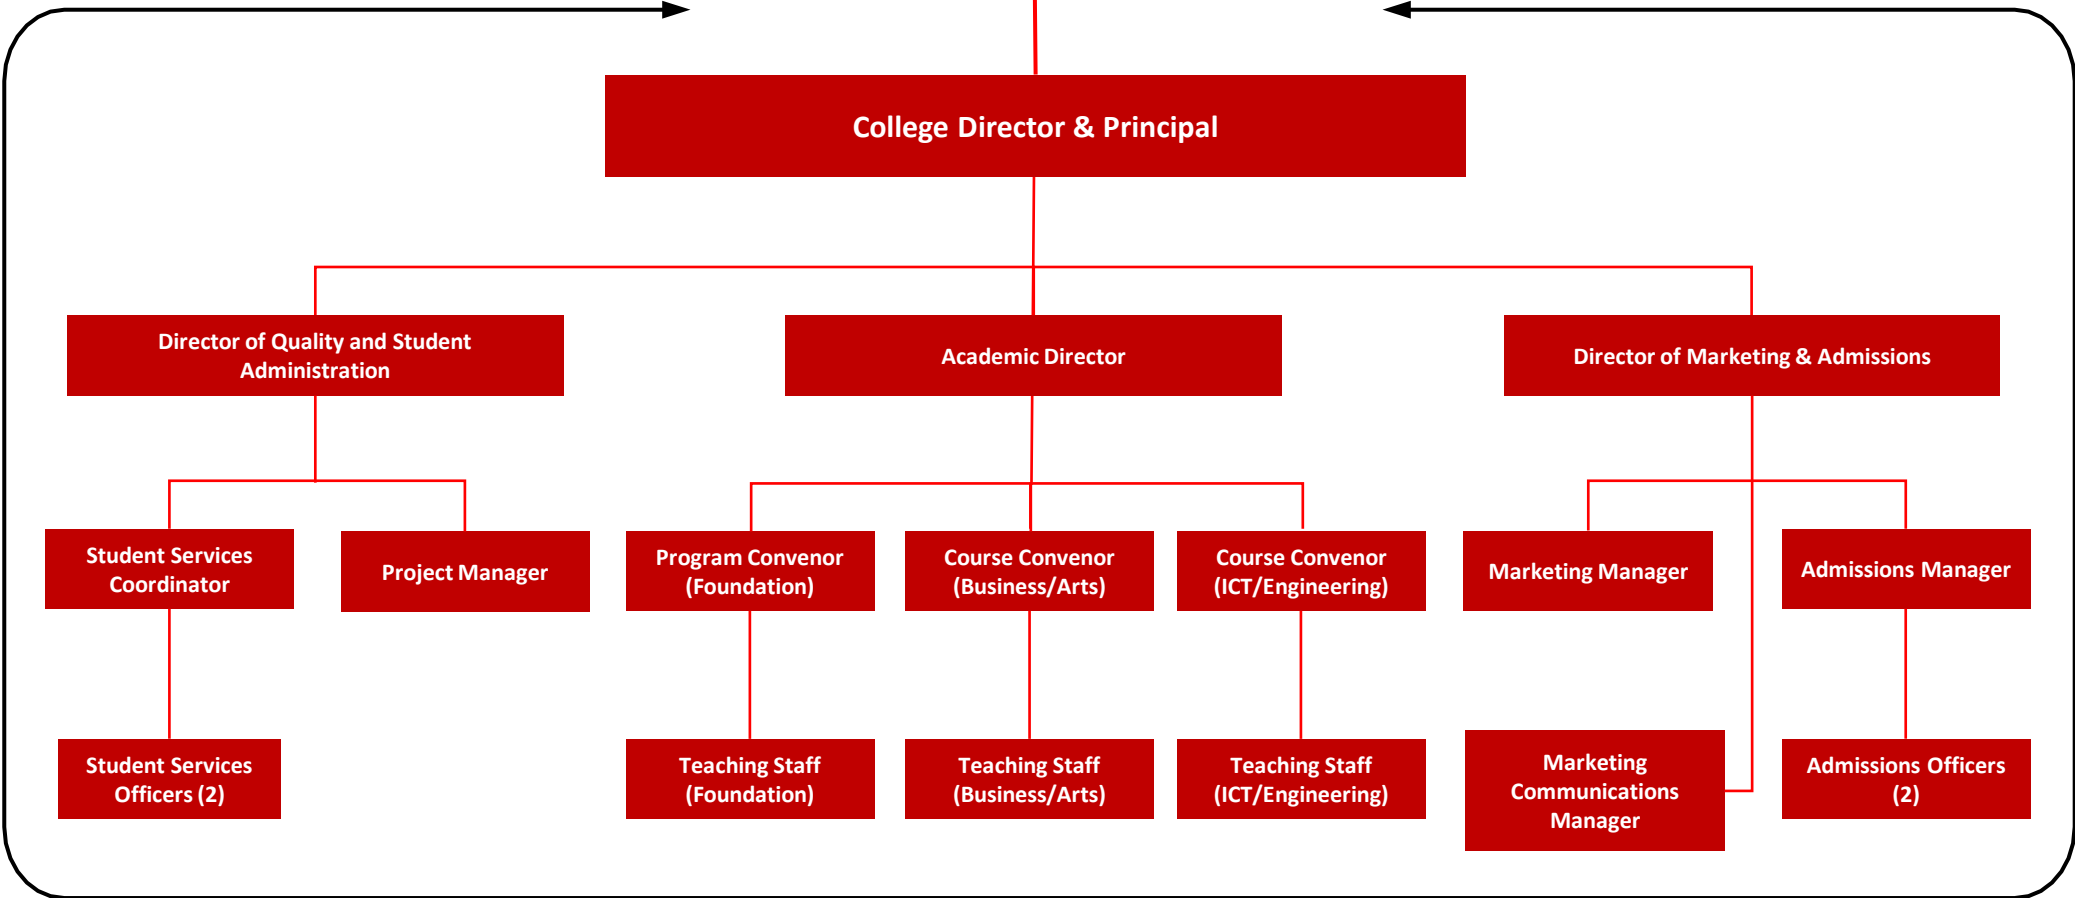 College Director & Principal
Director of Quality and Student
Administration
Academic Director
Director of Marketing & Admissions
Student Services
Coordinator
Project Manager
Program Convenor
(Foundation)
Course Convenor
(Business/Arts)
Course Convenor
(ICT/Engineering)
Marketing Manager
Admissions Manager
Student Services
Officers (2)
Teaching Staff
(Foundation)
Teaching Staff
(Business/Arts)
Teaching Staff
(ICT/Engineering)
Marketing
Communications
Manager
Admissions Officers
(2)